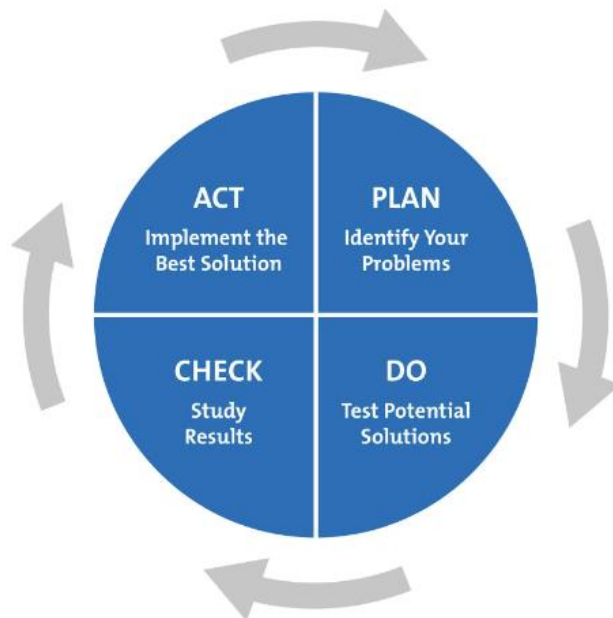 ACT
Implement the
Best Solution
PLAN
Identify Your
Problems
CHECK
Study
Results
DO
Test Potential
Solutions